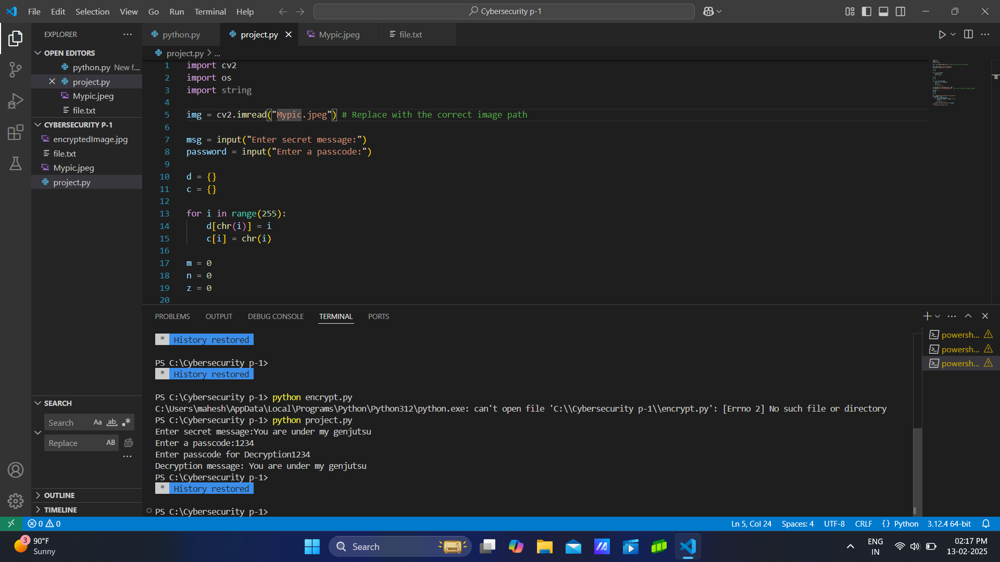 File Edit Selection View Go Run Terminal Help
Cybersecurity p-1
EXPLORER
OPEN EDITORS
python.py New f...
project.py
Mypic.jpeg
file.txt
CYBERSECURITY P-1
encryptedImage.jpg
file.txt
Mypic.jpeg
project.py
SEARCH
Search Aa ab
Replace AB
OUTLINE
TIMELINE
python.py project.py Mypic.jpeg file.txt
project.py > ...
1 import cv2
2 import os
3 import string
4
5 img = cv2.imread("Mypic.jpeg") # Replace with the correct image path
6
7 msg = input("Enter secret message:")
8 password = input("Enter a passcode:")
9
10 d = {}
11 c = {}
12
13 for i in range(255):
14 d[chr(i)] = i
15 c[i] = chr(i)
16
17 m = 0
18 n = 0
19 z = 0
20
PROBLEMS OUTPUT DEBUG CONSOLE TERMINAL PORTS
* History restored
PS C:\Cybersecurity p-1>
* History restored
PS C:\Cybersecurity p-1> python encrypt.py
C:\Users\mahesh\AppData\Local\Programs\Python\Python312\python.exe: can't open file 'C:\\Cybersecurity p-1\\encrypt.py': [Errno 2] No such file or directory
PS C:\Cybersecurity p-1> python project.py
Enter secret message:You are under my genjutsu
Enter a passcode:1234
Enter passcode for Decryption1234
Decryption message: You are under my genjutsu
PS C:\Cybersecurity p-1>
* History restored
PS C:\Cybersecurity p-1>
powersh...
powersh...
powersh...
0 0
Ln 5, Col 24 Spaces: 4 UTF-8 CRLF {} Python 3.12.4 64-bit
3
90°F
Sunny
Search
ENG
IN
02:17 PM
13-02-2025